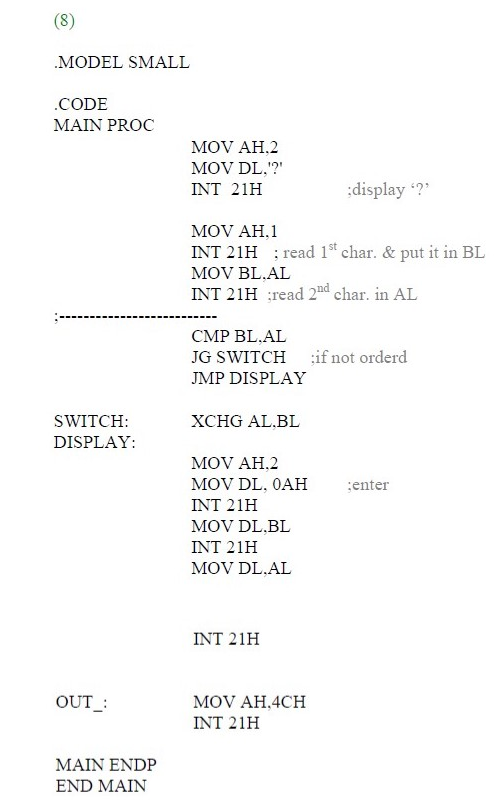 (8)
.MODEL SMALL
.CODE
MAIN PROC
MOV AH,2
MOV DL,'?'
INT 21H ;display ‘?’
MOV AH,1
INT 21H ; read 1st char. & put it in BL
MOV BL,AL
INT 21H ;read 2nd char. in AL
;--------------------------
CMP BL,AL
JG SWITCH ;if not orderd
JMP DISPLAY
SWITCH: XCHG AL,BL
DISPLAY:
MOV AH,2
MOV DL, 0AH ;enter
INT 21H
MOV DL,BL
INT 21H
MOV DL,AL
INT 21H
OUT_: MOV AH,4CH
INT 21H
MAIN ENDP
END MAIN